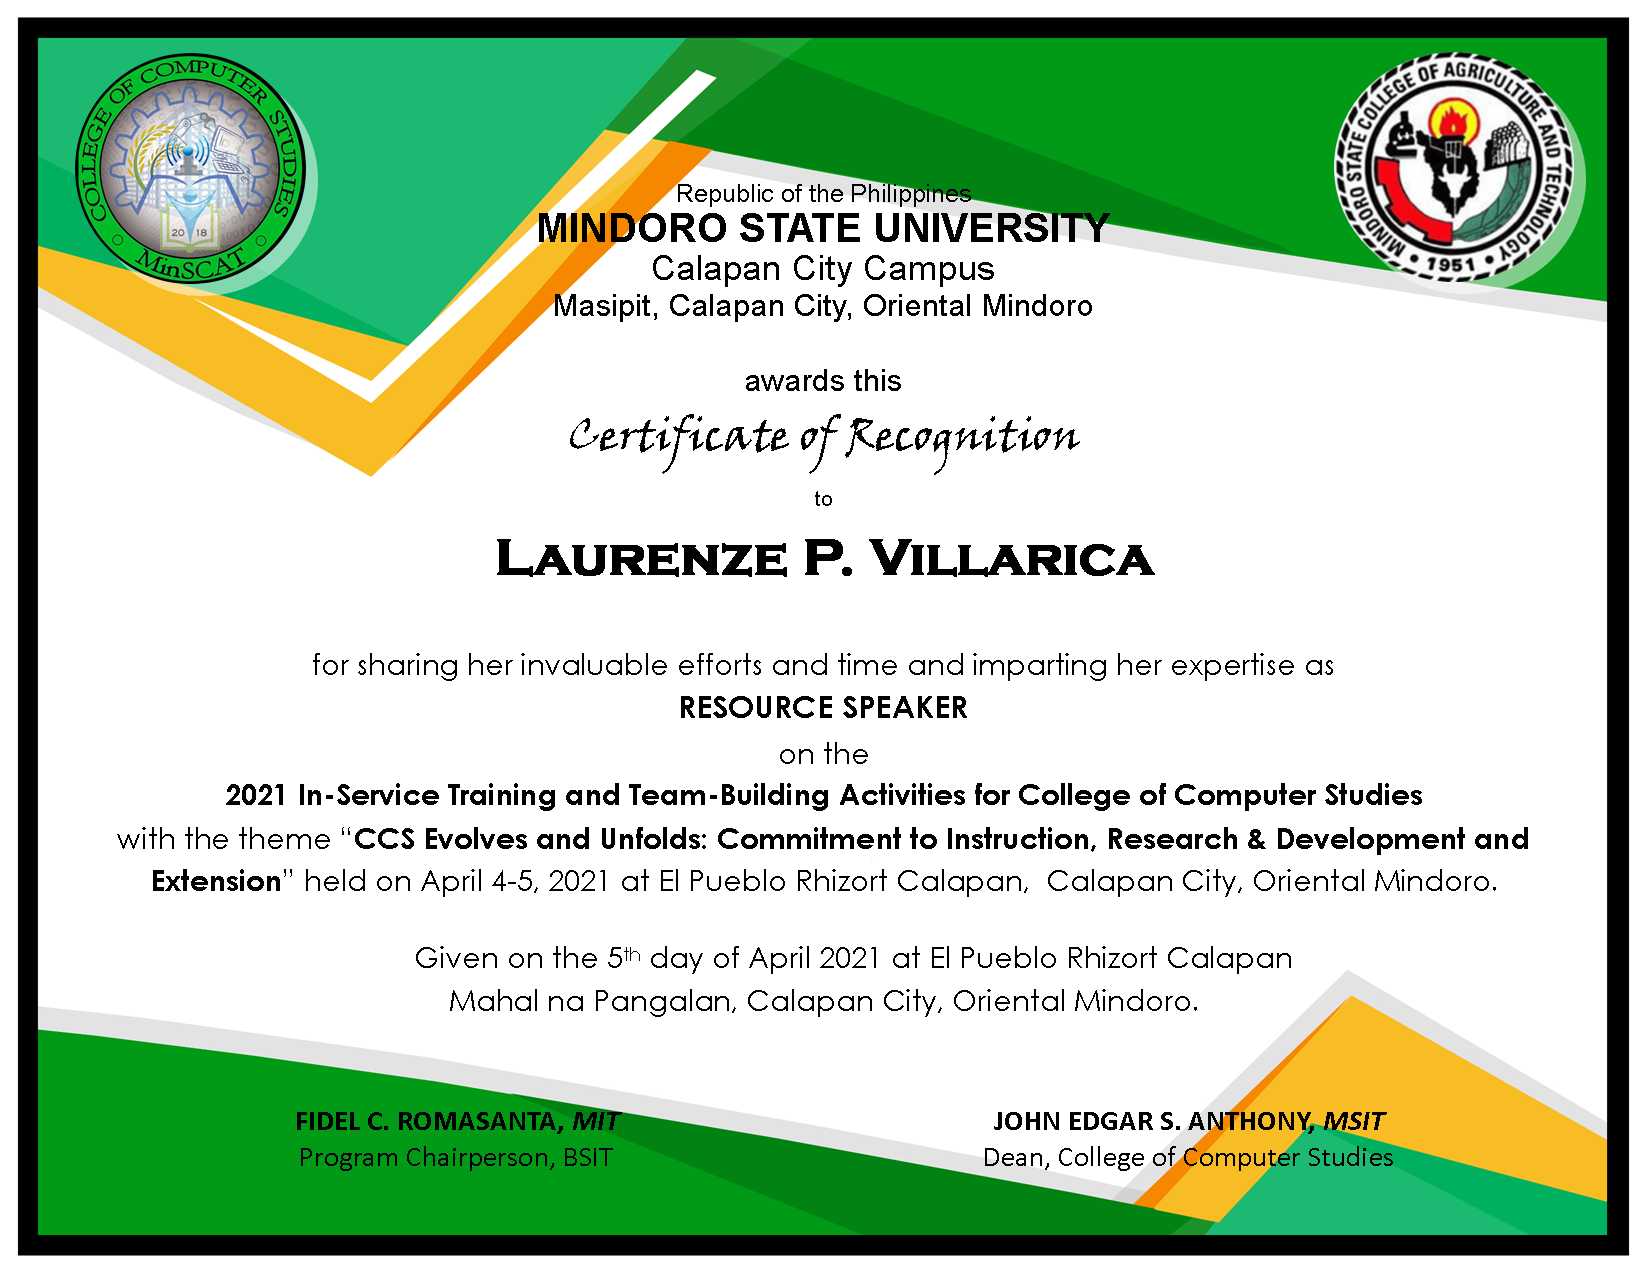 COLLEGE OF COMPUTER STUDIES
2018
MinSCAT
MINDORO STATE COLLEGE OF AGRICULTURE AND TECHNOLOGY
• 1951 •
Republic of the Philippines
MINDORO STATE UNIVERSITY
Calapan City Campus
Masipit, Calapan City, Oriental Mindoro
awards this
Certificate of Recognition
to
LAURENZE P. VILLARICA
for sharing her invaluable efforts and time and imparting her expertise as
RESOURCE SPEAKER
on the
2021 In-Service Training and Team-Building Activities for College of Computer Studies
with the theme “CCS Evolves and Unfolds: Commitment to Instruction, Research & Development and
Extension” held on April 4-5, 2021 at El Pueblo Rhizort Calapan,  Calapan City, Oriental Mindoro.
Given on the 5th day of April 2021 at El Pueblo Rhizort Calapan
Mahal na Pangalan, Calapan City, Oriental Mindoro.
FIDEL C. ROMASANTA, MIT
Program Chairperson, BSIT
JOHN EDGAR S. ANTHONY, MSIT
Dean, College of Computer Studies